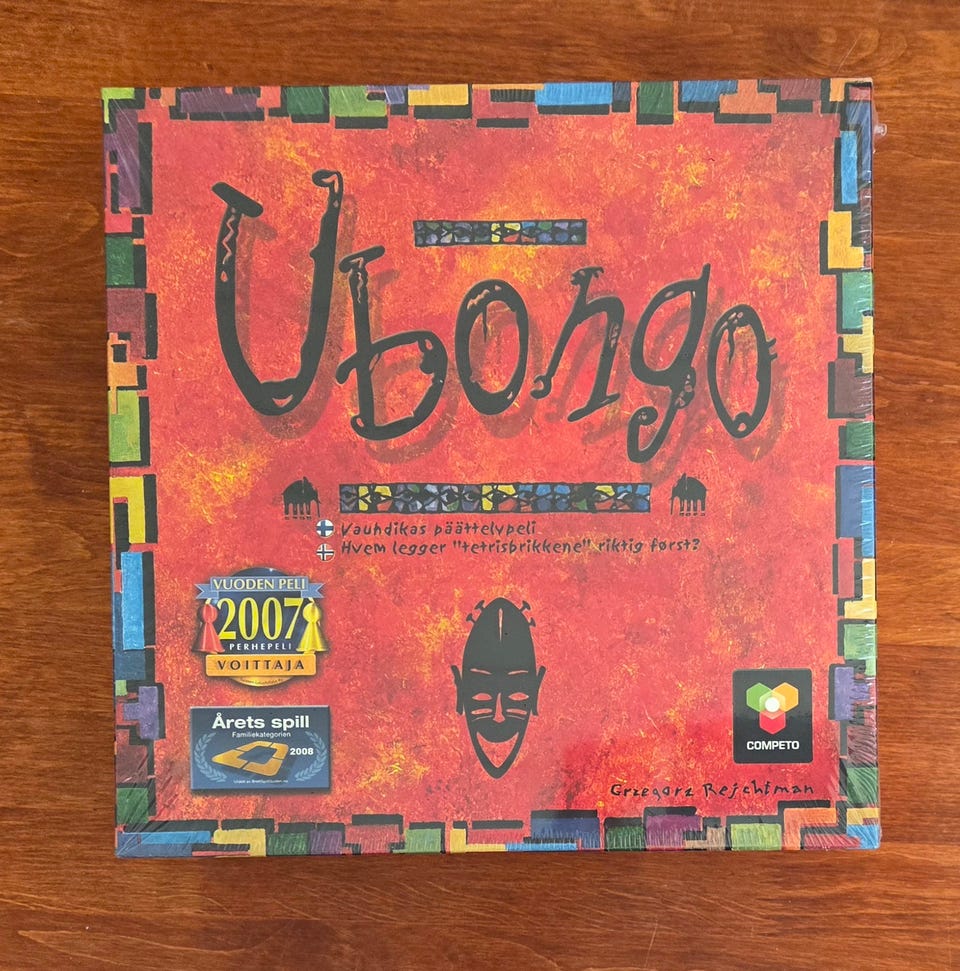 Ubongo
Vauhdikas päättelypeli
Hvem legger "tetrisbrikkene" riktig først?
VUODEN PELI
2007
PERHEPELI
VOITTAJA
Årets spill
Familiekategorien
2008
COMPETO
Grzegorz Rejchtman